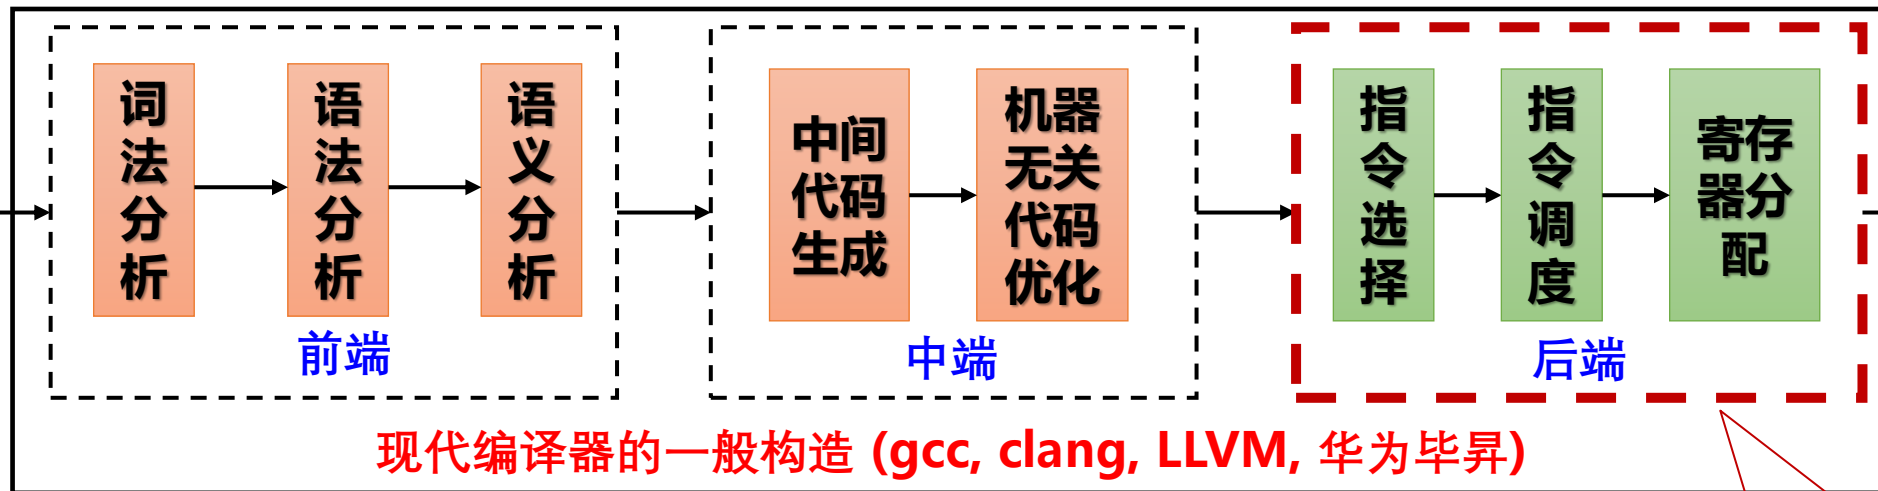 词
法
分
析
语
法
分
析
语
义
分
析
前端
中间
代码
生成
机器
无关
代码
优化
中端
指
令
选
择
指
令
调
度
寄存
器分
配
后端
现代编译器的一般构造 (gcc, clang, LLVM, 华为毕昇)